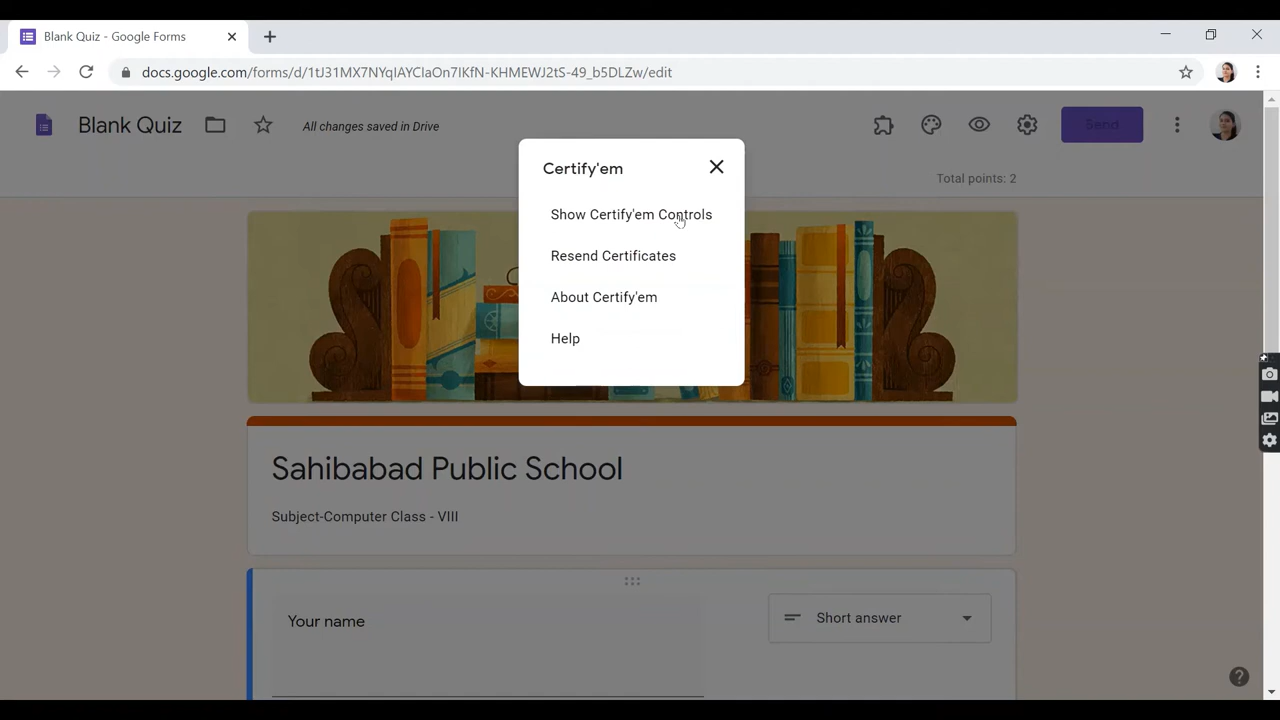 Blank Quiz - Google Forms
docs.google.com/forms/d/1tJ31MX7NYqIAYCIaOn7IKfN-KHMEWJ2tS-49_b5DLZw/edit
Blank Quiz
All changes saved in Drive
Send
Total points: 2
Certify'em
Show Certify'em Controls
Resend Certificates
About Certify'em
Help
Sahibabad Public School
Subject-Computer Class - VIII
Your name
Short answer